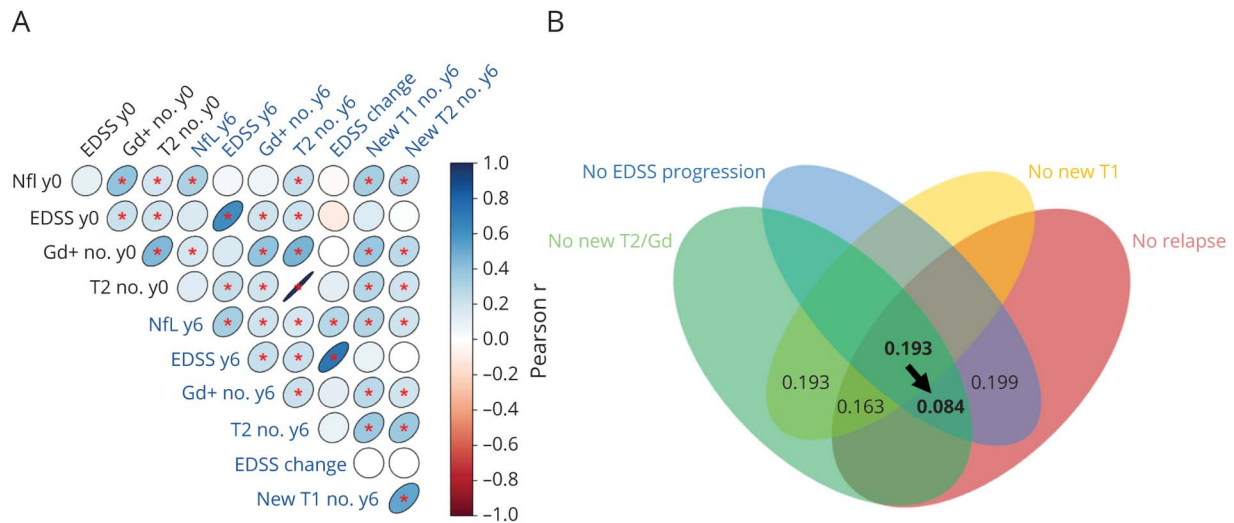 A
B
EDSS y0
Gd+ no. y0
T2 no. y0
NfL y6
EDSS y6
Gd+ no. y6
T2 no. y6
EDSS change
New T1 no. y6
New T2 no. y6
Nfl y0
* * * * * *
EDSS y0
* * * * *
Gd+ no. y0
* * * * * *
T2 no. y0
* * * * *
NfL y6
* * * * * *
EDSS y6
* * *
Gd+ no. y6
* * *
T2 no. y6
* *
EDSS change
New T1 no. y6
*
1.0
0.8
0.6
0.4
0.2
0.0
−0.2
−0.4
−0.6
−0.8
−1.0
Pearson r
No EDSS progression
No new T1
No new T2/Gd
No relapse
0.193
0.193
0.199
0.163
0.084